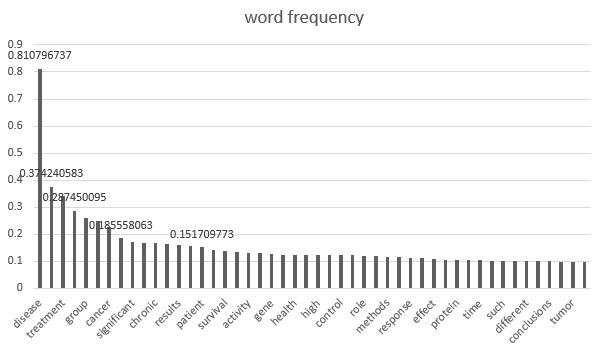 word frequency
0.9
0.810796737
0.8
0.7
0.6
0.5
0.374240583
0.4
0.287450095
0.3
0.185558063
0.151709773
0.2
0.1
0
disease
treatment
group
cancer
significant
chronic
results
patient
survival
activity
gene
health
high
control
role
methods
response
effect
protein
time
such
different
conclusions
tumor